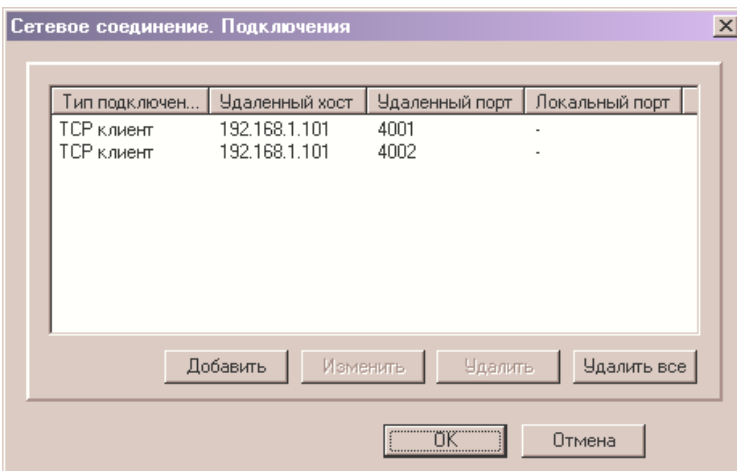 Сетевое соединение. Подключения
Тип подключен... Удаленный хост Удаленный порт Локальный порт
TCP клиент 192.168.1.101 4001 -
TCP клиент 192.168.1.101 4002 -
Добавить Изменить Удалить Удалить все
OK Отмена